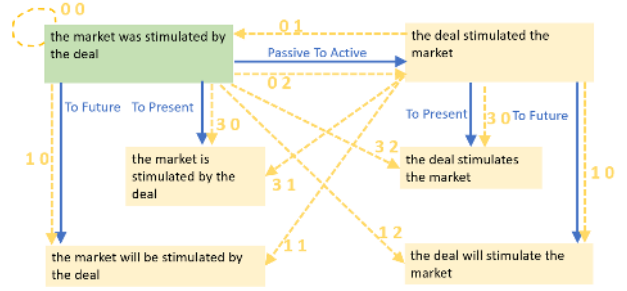 0 0
the market was stimulated by
the deal
0 1
Passive To Active
0 2
the deal stimulated the
market
To Future
To Present
3 0
1 0
To Present
3 0
To Future
1 0
3 2
3 1
the market is
stimulated by the
deal
the deal stimulates
the market
1 1
1 2
the market will be stimulated by
the deal
the deal will stimulate the
market